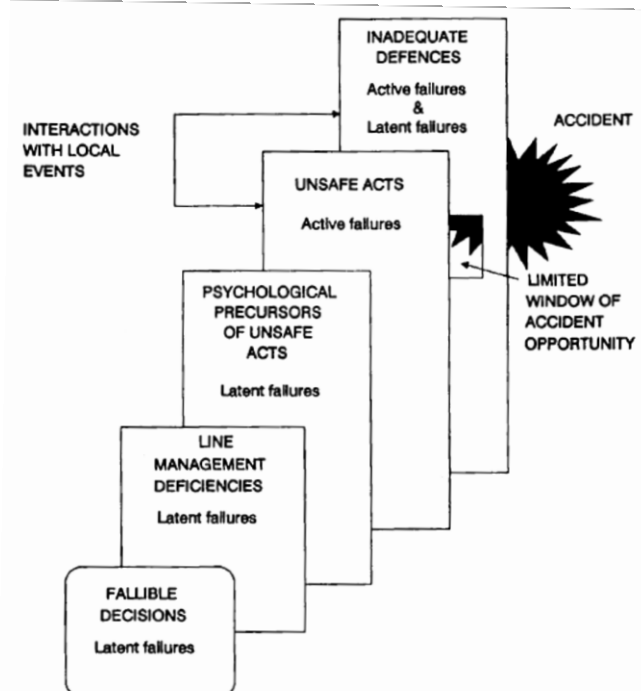 INADEQUATE
DEFENCES
Active failures
&
Latent failures
ACCIDENT
INTERACTIONS
WITH LOCAL
EVENTS
UNSAFE ACTS
Active failures
LIMITED
WINDOW OF
ACCIDENT
OPPORTUNITY
PSYCHOLOGICAL
PRECURSORS
OF UNSAFE
ACTS
Latent failures
LINE
MANAGEMENT
DEFICIENCIES
Latent failures
FALLIBLE
DECISIONS
Latent failures